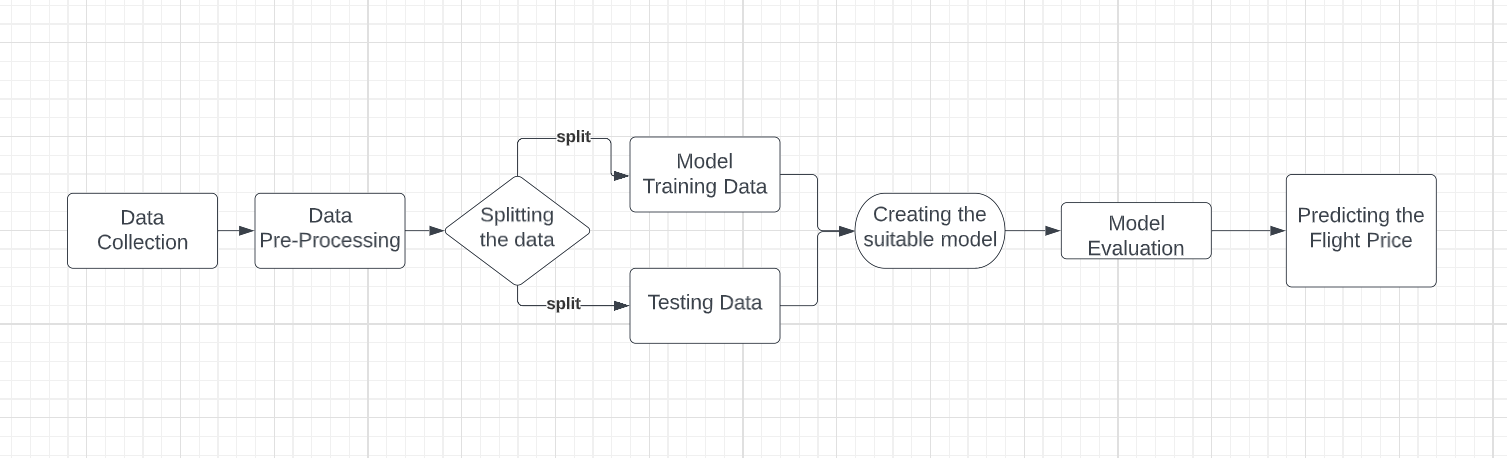 Data
Collection
Data
Pre-Processing
Splitting
the data
split
split
Model
Training Data
Testing Data
Creating the
suitable model
Model
Evaluation
Predicting the
Flight Price